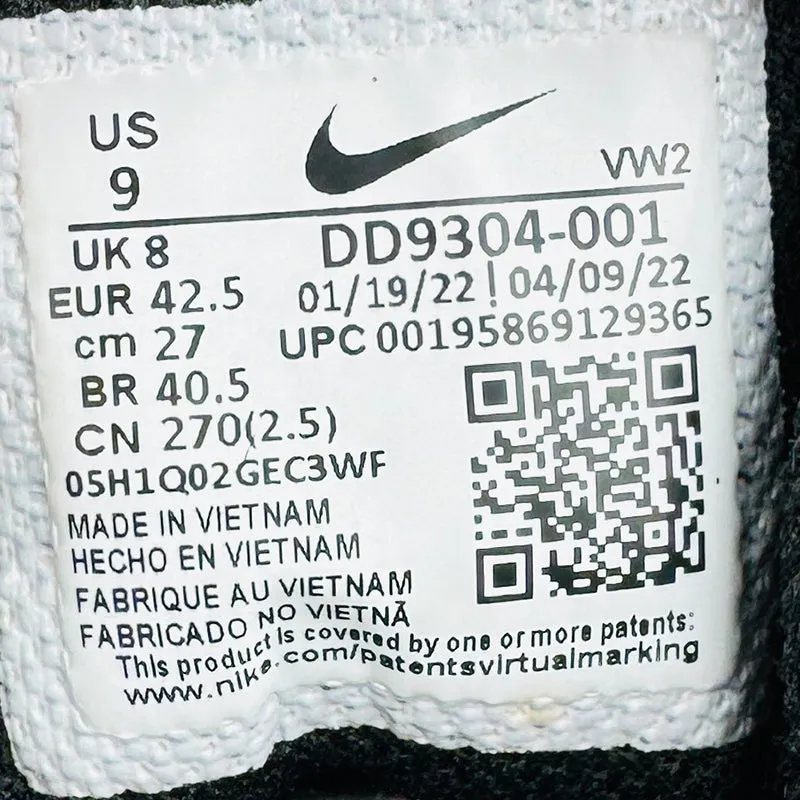 US
9
VW2
UK 8
DD9304-001
EUR 42.5
01/19/22 ! 04/09/22
cm 27
UPC 00195869129365
BR 40.5
CN 270(2.5)
05H1Q02GEC3WF
MADE IN VIETNAM
HECHO EN VIETNAM
FABRIQUE AU VIETNAM
FABRICADO NO VIETNÃ
This product is covered by one or more patents:
www.nike.com/patentsvirtualmarking